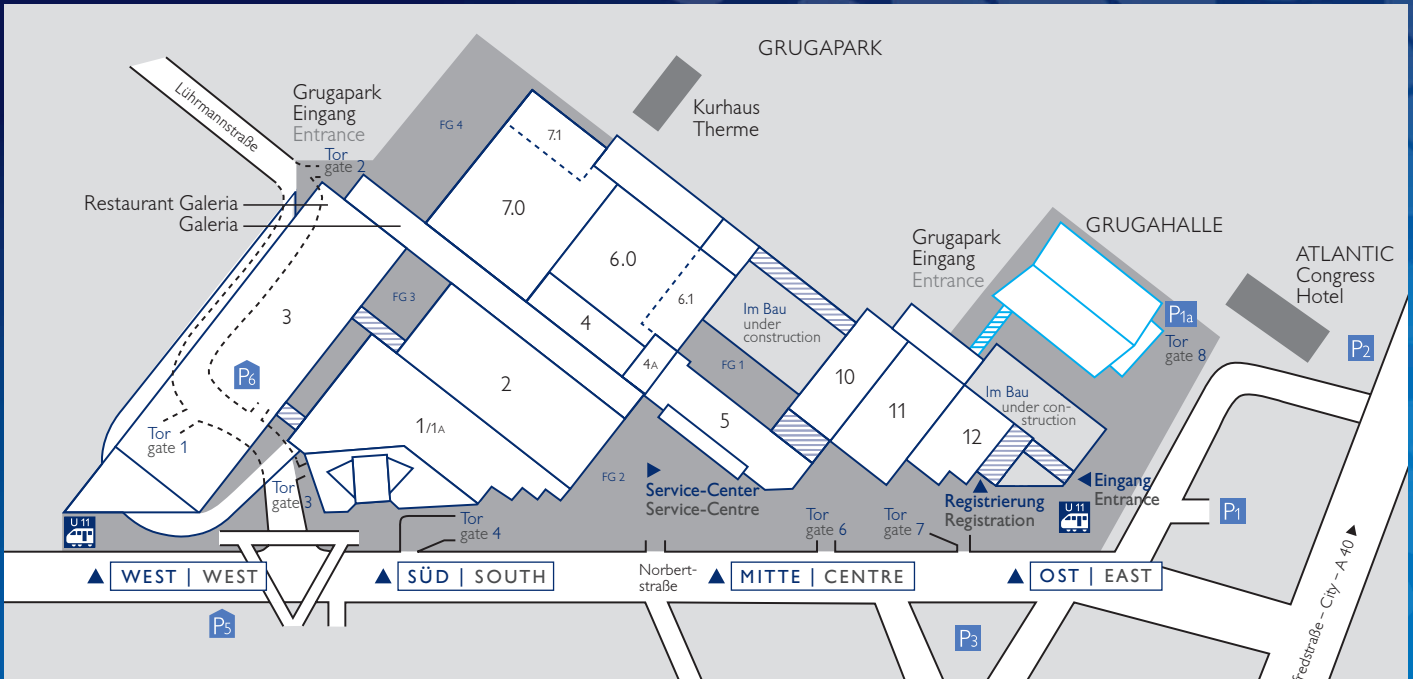 GRUGAPARK
Kurhaus
Therme
Lührmannstraße
Grugapark
Eingang
Entrance
Tor
gate 2
FG 4
7.1
7.0
Restaurant Galeria
Galeria
6.0
6.1
FG 3
3
4
4A
2
1/1A
P6
Tor
gate 1
Tor
gate 3
U 11
Im Bau
under
construction
FG 1
5
10
11
12
Grugapark
Eingang
Entrance
GRUGAHALLE
ATLANTIC
Congress
Hotel
P1a
Tor
gate 8
P2
Im Bau
under con-
struction
FG 2
Service-Center
Service-Centre
Registrierung
Registration
Eingang
Entrance
U 11
P1
Tor
gate 4
Tor
gate 6
Tor
gate 7
WEST | WEST
SÜD | SOUTH
Norbert-
straße
MITTE | CENTRE
OST | EAST
P5
P3
fredstraße – City – A 40